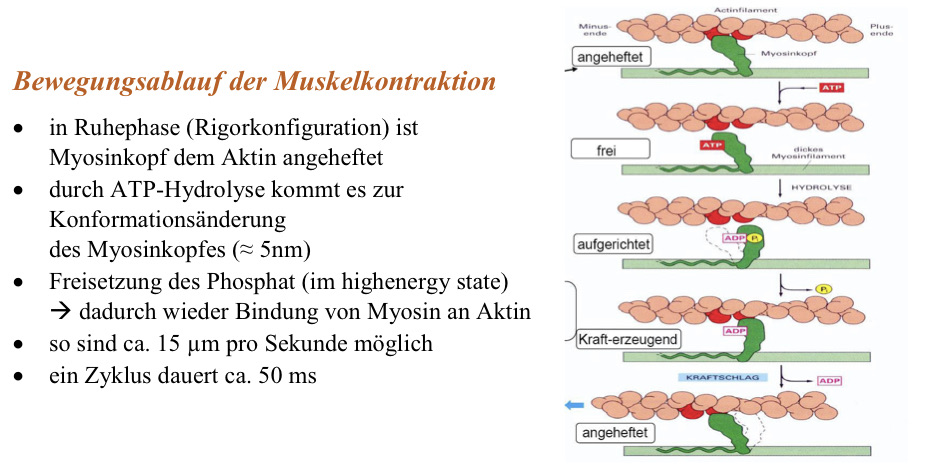 Bewegungsablauf der Muskelkontraktion
• in Ruhephase (Rigorkonfiguration) ist
Myosinkopf dem Aktin angeheftet
• durch ATP-Hydrolyse kommt es zur
Konformationsänderung
des Myosinkopfes (≈ 5nm)
• Freisetzung des Phosphat (im highenergy state)
→ dadurch wieder Bindung von Myosin an Aktin
• so sind ca. 15 µm pro Sekunde möglich
• ein Zyklus dauert ca. 50 ms
Actinfilament
Minus-
ende
Plus-
ende
angeheftet
Myosinkopf
ATP
ATP
frei
dickes
Myosinfilament
HYDROLYSE
ADP Pi
aufgerichtet
Pi
ADP
Kraft-erzeugend
KRAFTSCHLAG
ADP
angeheftet